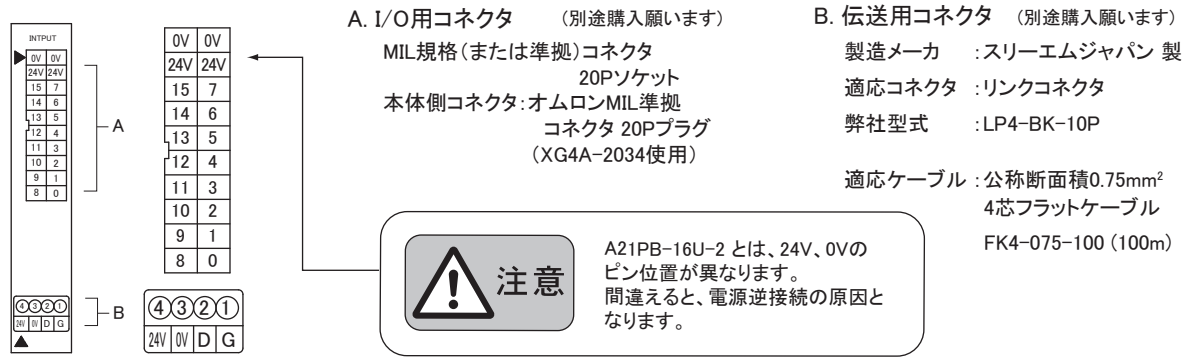 INTPUT
0V 0V
24V 24V
15 7
14 6
13 5
12 4
11 3
10 2
9 1
8 0
A
④③②①
24V 0V D G
B
0V 0V
24V 24V
15 7
14 6
13 5
12 4
11 3
10 2
9 1
8 0
④③②①
24V 0V D G
A. I/O用コネクタ (別途購入願います)
MIL規格(または準拠)コネクタ
20Pソケット
本体側コネクタ:オムロンMIL準拠
コネクタ 20Pプラグ
(XG4A-2034使用)
B. 伝送用コネクタ (別途購入願います)
製造メーカ :スリーエムジャパン 製
適応コネクタ :リンクコネクタ
弊社型式 :LP4-BK-10P
適応ケーブル :公称断面積0.75mm²
4芯フラットケーブル
FK4-075-100 (100m)
注意
A21PB-16U-2 とは、24V、0Vの
ピン位置が異なります。
間違えると、電源逆接続の原因と
なります。